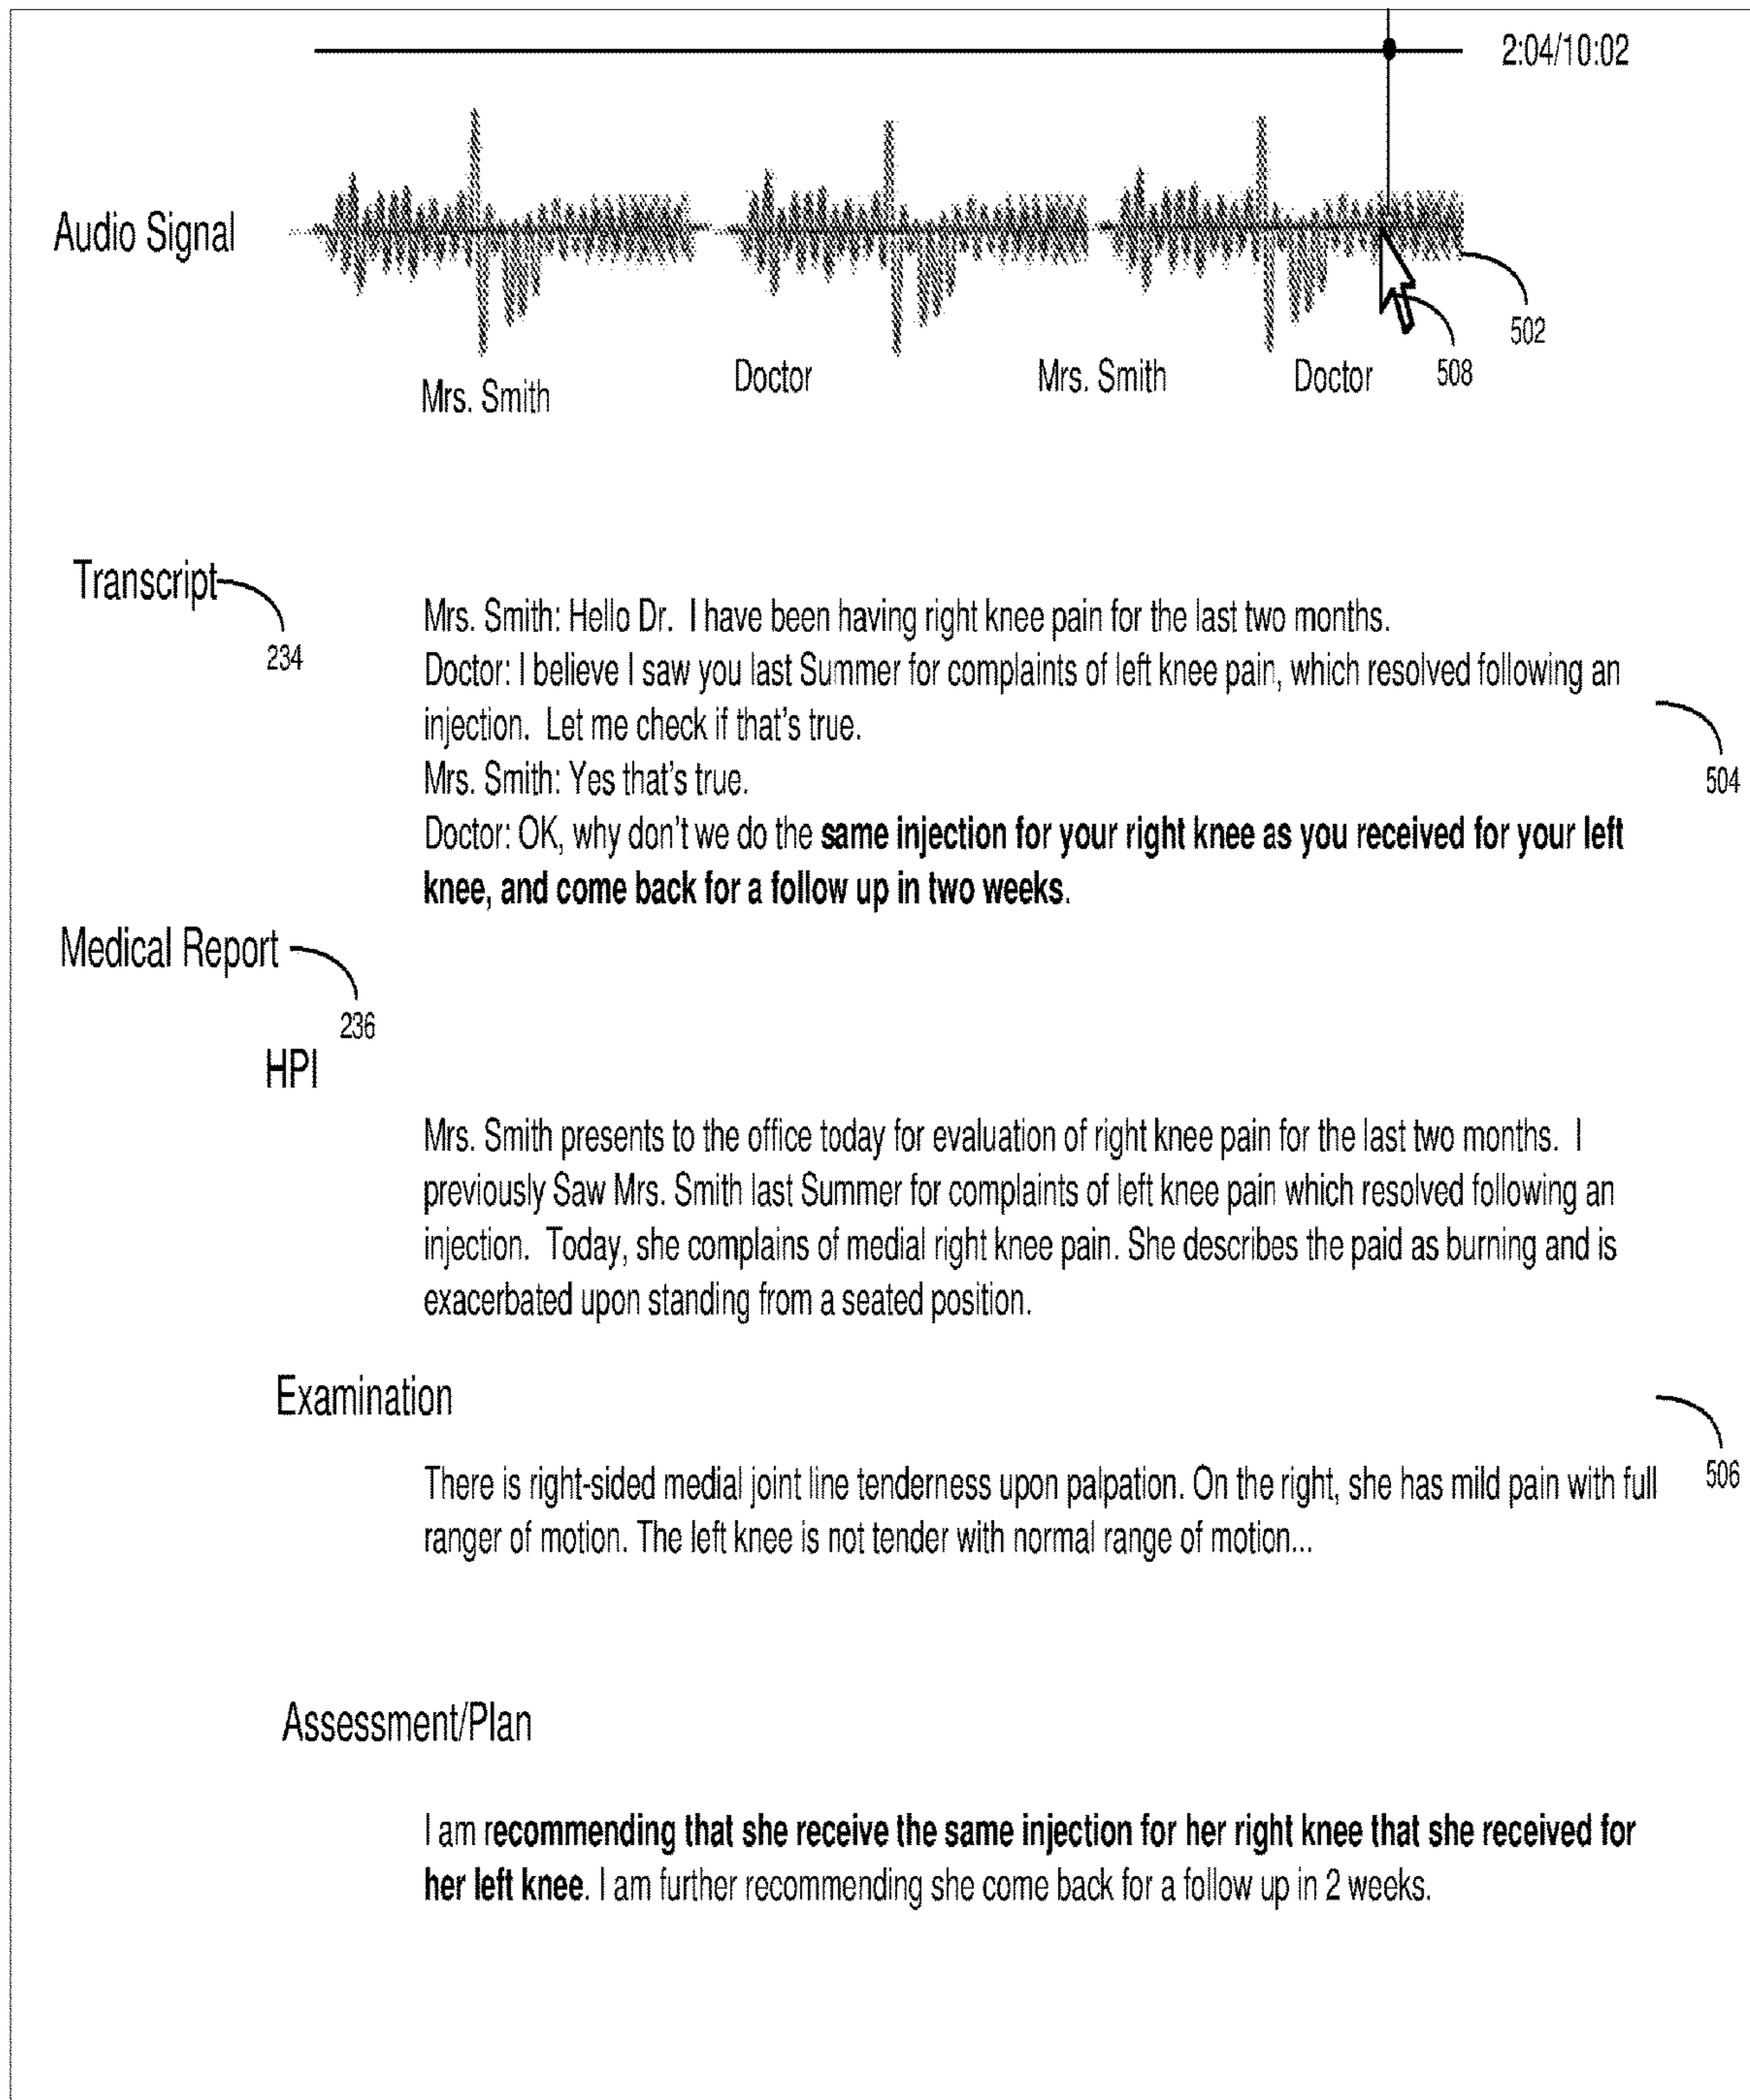 2:04/10:02
Audio Signal
502
508
Mrs. Smith
Doctor
Mrs. Smith
Doctor
Transcript
234
Mrs. Smith: Hello Dr. I have been having right knee pain for the last two months.
Doctor: I believe I saw you last Summer for complaints of left knee pain, which resolved following an
injection. Let me check if that's true.
504
Mrs. Smith: Yes that's true.
Doctor: OK, why don't we do the same injection for your right knee as you received for your left
knee, and come back for a follow up in two weeks.
Medical Report
236
HPI
Mrs. Smith presents to the office today for evaluation of right knee pain for the last two months. I
previously Saw Mrs. Smith last Summer for complaints of left knee pain which resolved following an
injection. Today, she complains of medial right knee pain. She describes the paid as burning and is
exacerbated upon standing from a seated position.
Examination
506
There is right-sided medial joint line tenderness upon palpation. On the right, she has mild pain with full
ranger of motion. The left knee is not tender with normal range of motion...
Assessment/Plan
I am recommending that she receive the same injection for her right knee that she received for
her left knee. I am further recommending she come back for a follow up in 2 weeks.